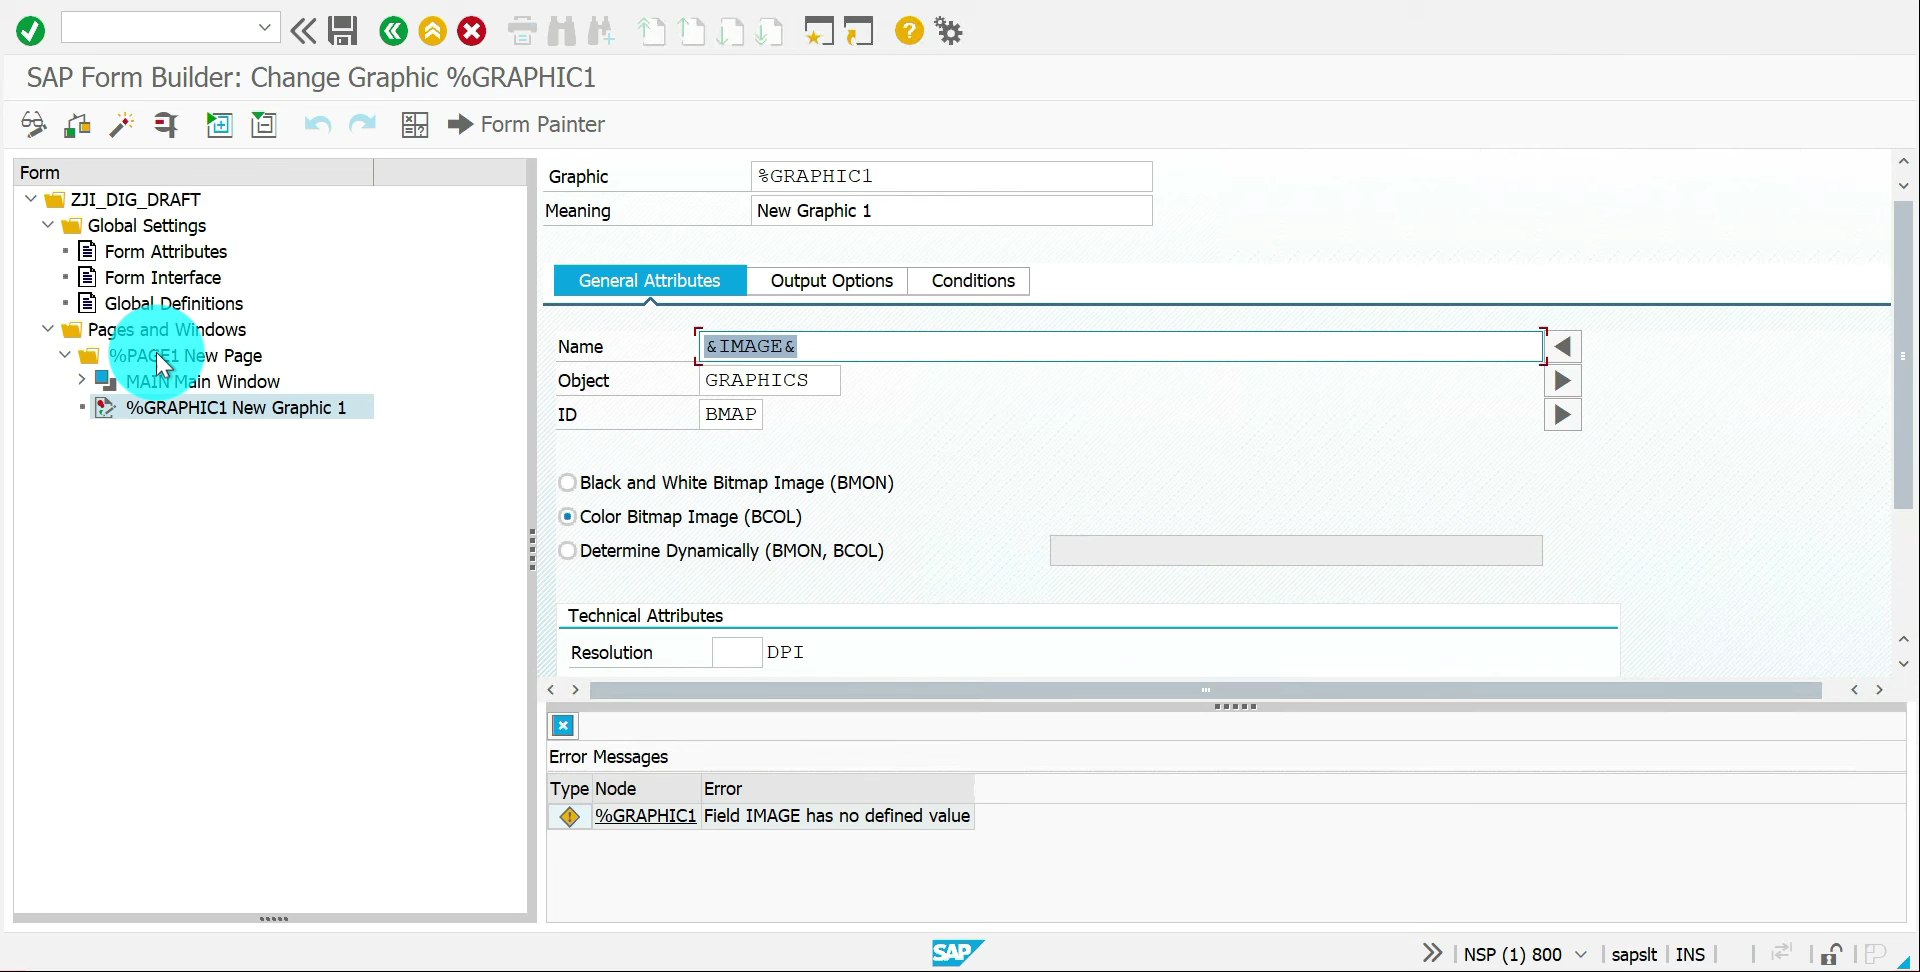 SAP Form Builder: Change Graphic %GRAPHIC1
Form Painter
Form
ZJI_DIG_DRAFT
Global Settings
Form Attributes
Form Interface
Global Definitions
Pages and Windows
%PAGE1 New Page
MAIN Main Window
%GRAPHIC1 New Graphic 1
Graphic %GRAPHIC1
Meaning New Graphic 1
General Attributes Output Options Conditions
Name &IMAGE&
Object GRAPHICS
ID BMAP
Black and White Bitmap Image (BMON)
Color Bitmap Image (BCOL)
Determine Dynamically (BMON, BCOL)
Technical Attributes
Resolution DPI
Error Messages
Type Node Error
%GRAPHIC1 Field IMAGE has no defined value
SAP NSP (1) 800 sapslt INS